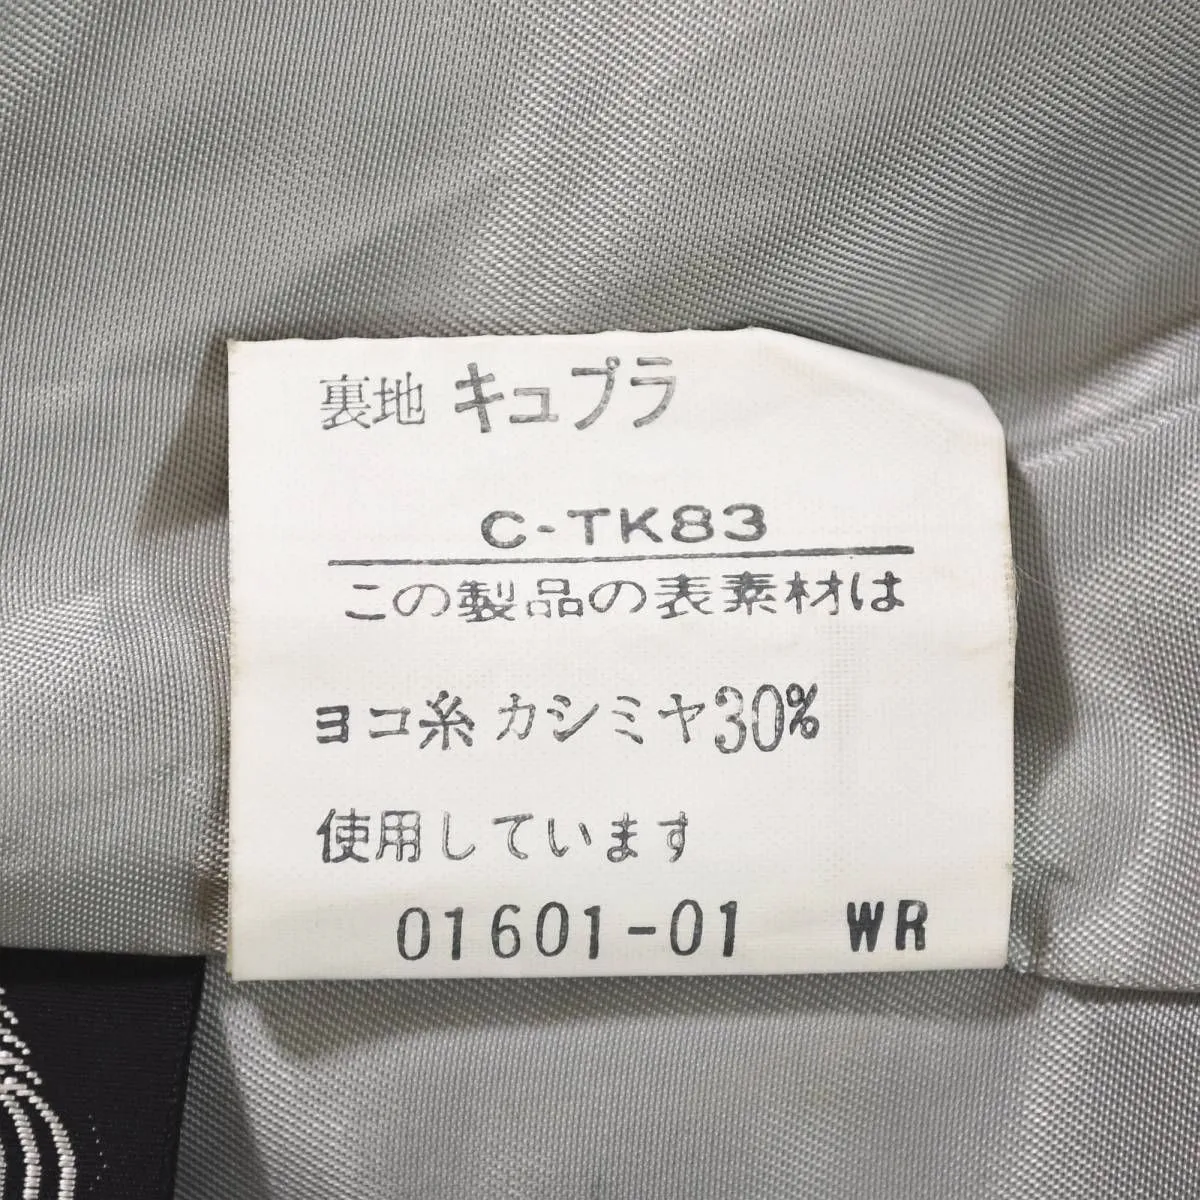 裏地 キュプラ
C-TK83
この製品の表素材は
ヨコ糸 カシミヤ30%
使用しています
01601-01 WR